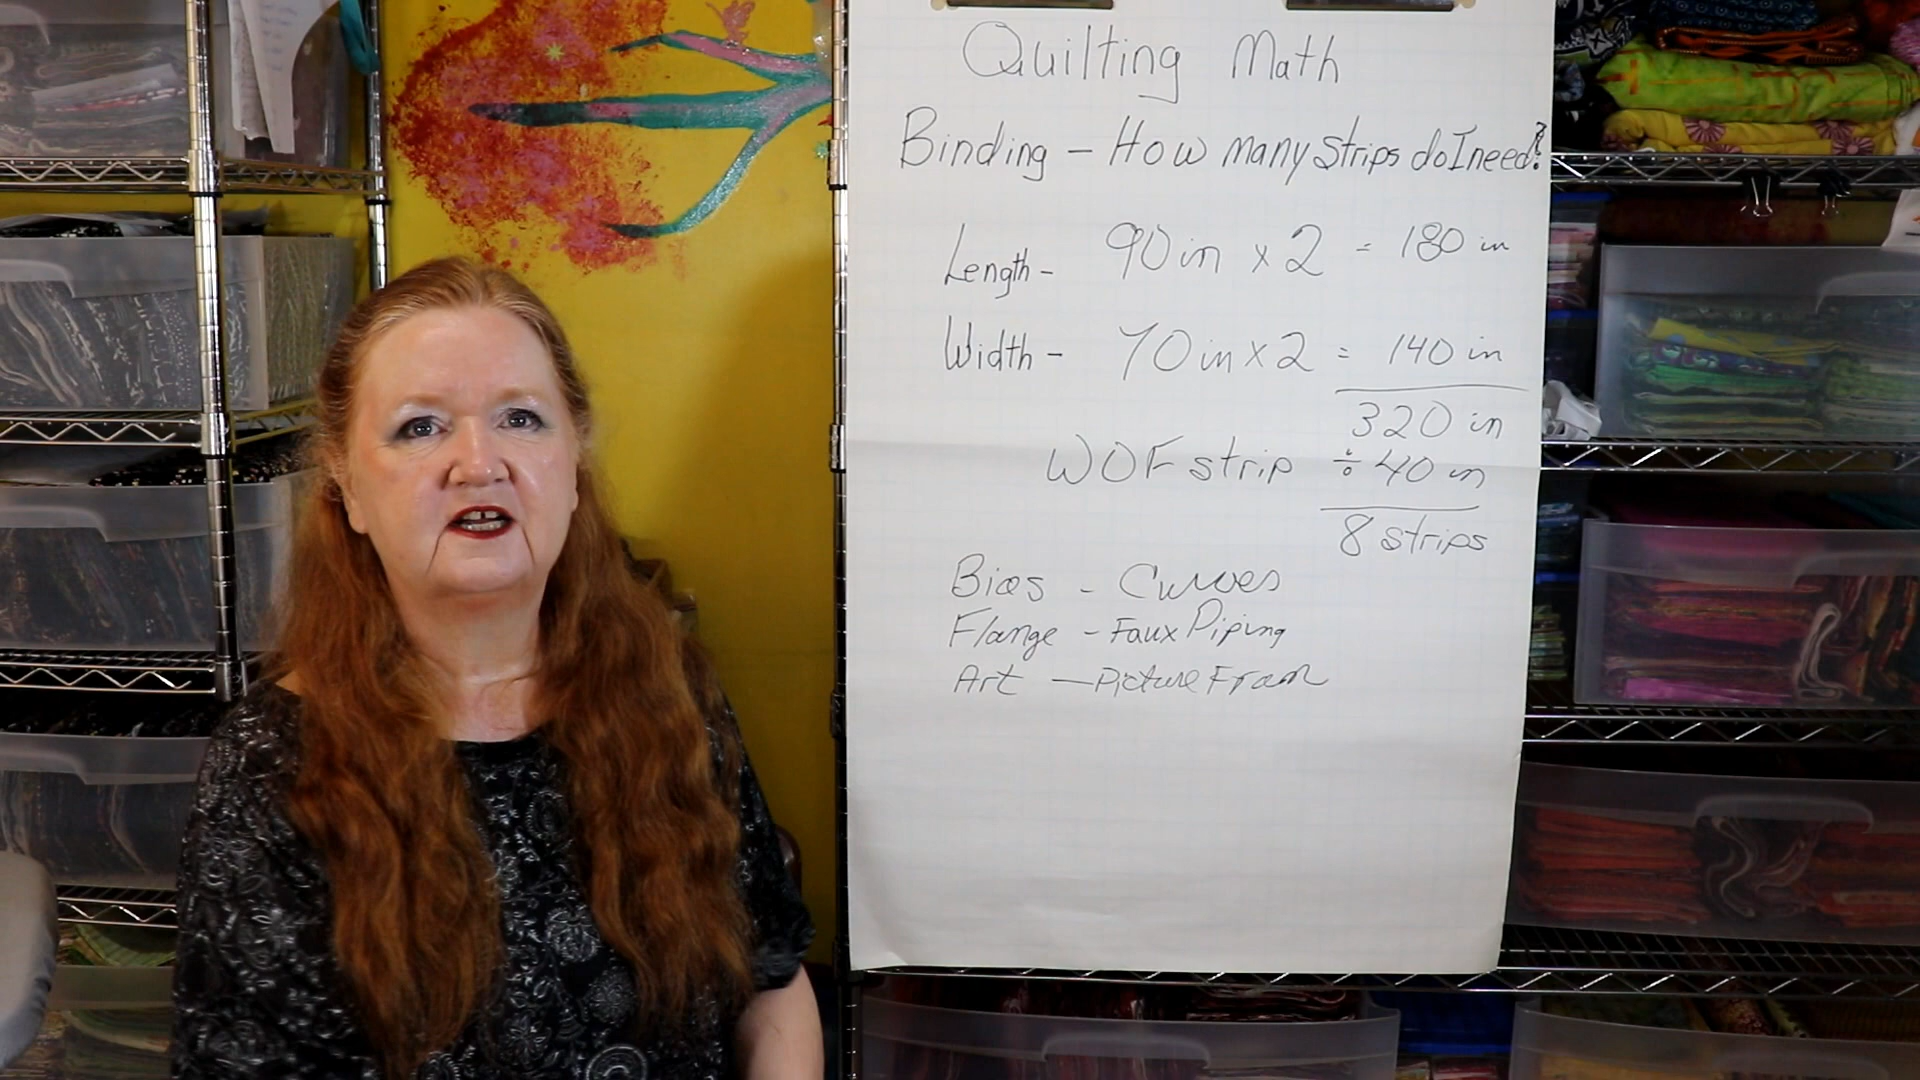 Quilting Math
Binding - How many strips do I need?
Length - 90 in x 2 = 180 in
Width - 70 in x 2 = 140 in
320 in
WOF strip ÷ 40 in
8 strips
Bias - Curves
Flange - Faux Piping
Art - Picture Fram